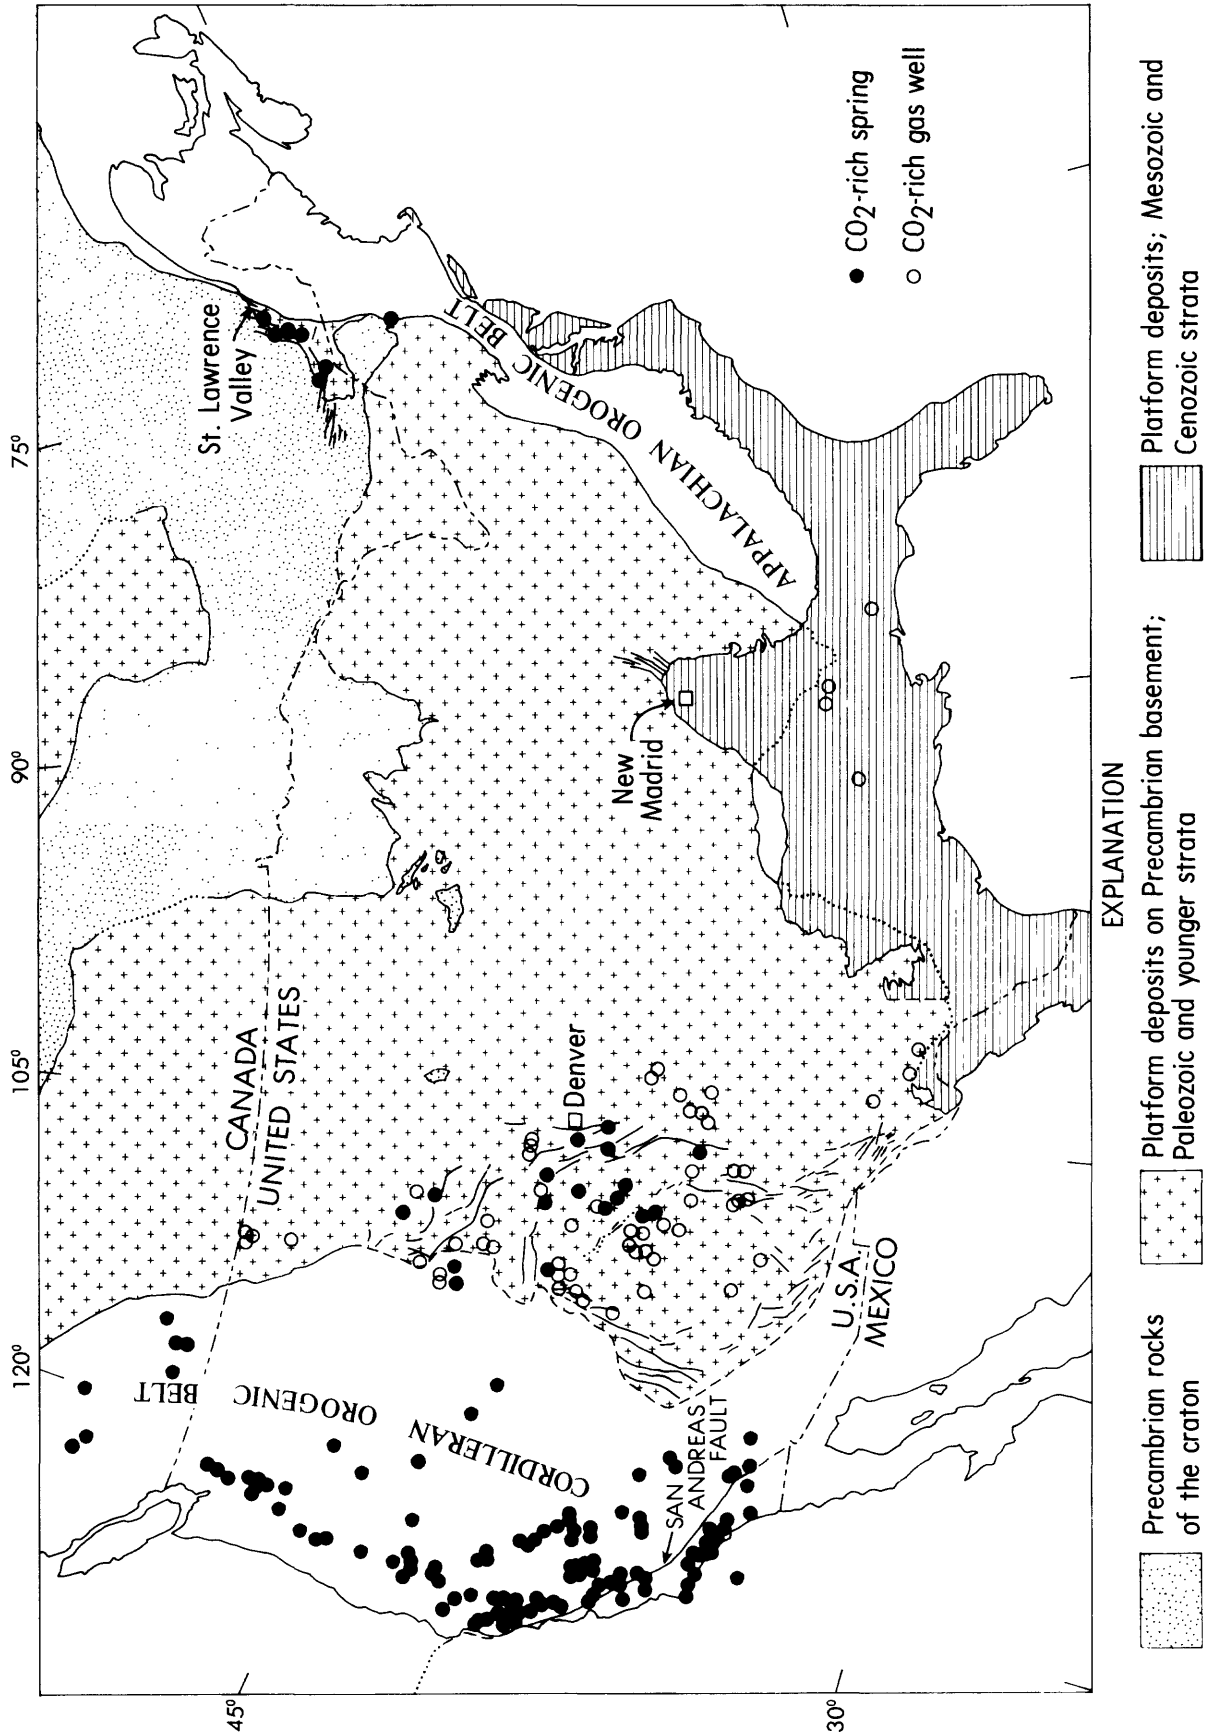 120°
105°
90°
75°
45°
30°
CANADA
UNITED STATES
St. Lawrence
Valley
CORDILLERAN OROGENIC BELT
APPALACHIAN OROGENIC BELT
Denver
New
Madrid
SAN
ANDREAS
FAULT
U.S.A.
MEXICO
CO2-rich spring
CO2-rich gas well
EXPLANATION
Precambrian rocks
of the craton
Platform deposits on Precambrian basement;
Paleozoic and younger strata
Platform deposits; Mesozoic and
Cenozoic strata